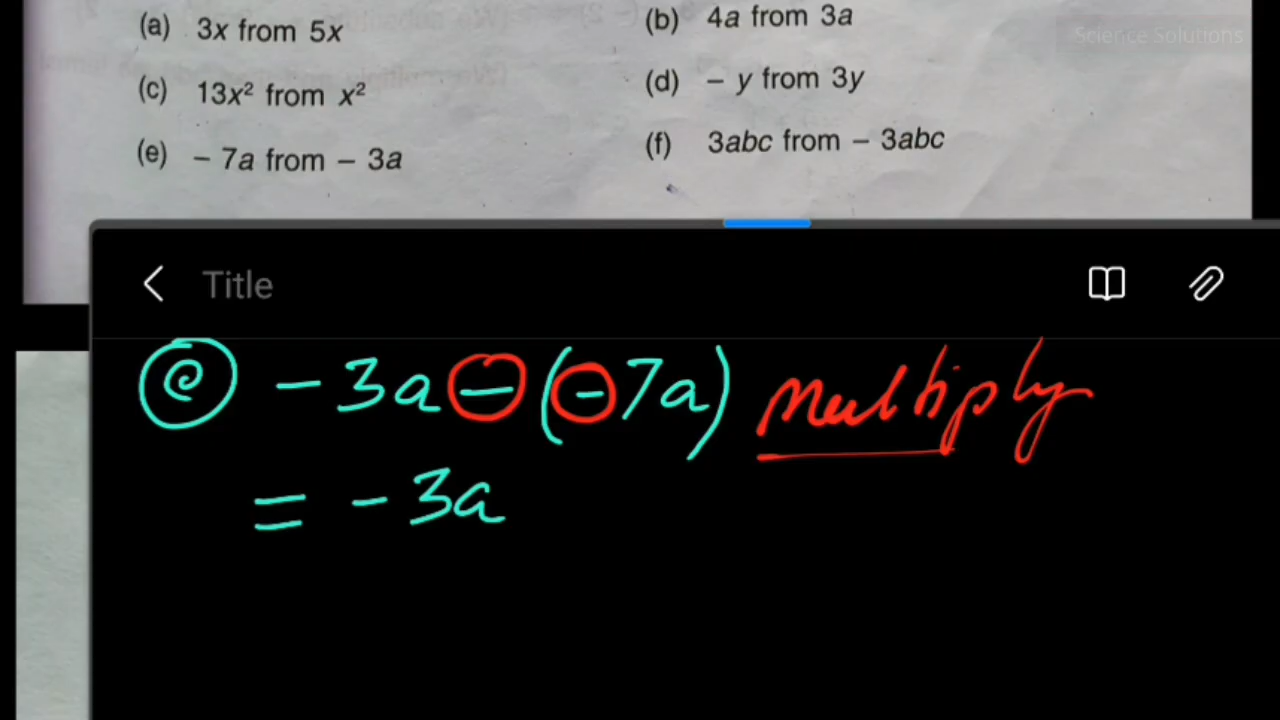 (a) 3x from 5x
(b) 4a from 3a
Science Solutions
(c) 13x² from x²
(d) – y from 3y
(e) – 7a from – 3a
(f) 3abc from – 3abc
Title
e -3a-(-7a) Multiply
= -3a